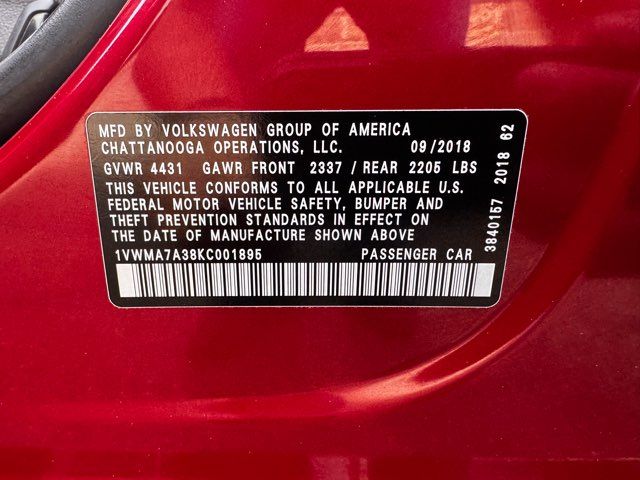 MFD BY VOLKSWAGEN GROUP OF AMERICA
CHATTANOOGA OPERATIONS, LLC. 09/2018
GVWR 4431 GAWR FRONT 2337 / REAR 2205 LBS
THIS VEHICLE CONFORMS TO ALL APPLICABLE U.S.
FEDERAL MOTOR VEHICLE SAFETY, BUMPER AND
THEFT PREVENTION STANDARDS IN EFFECT ON
THE DATE OF MANUFACTURE SHOWN ABOVE
1VWMA7A38KC001895 PASSENGER CAR
3840157 2018 62